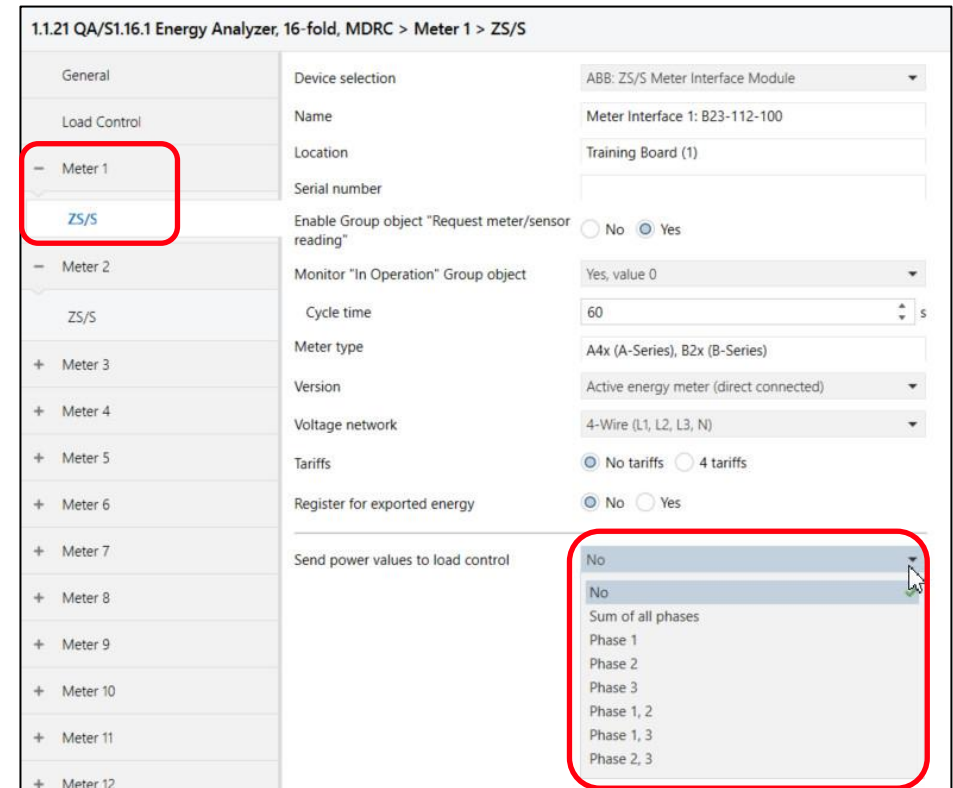 1.1.21 QA/S1.16.1 Energy Analyzer, 16-fold, MDRC > Meter 1 > ZS/S
General
Load Control
− Meter 1
ZS/S
− Meter 2
ZS/S
+ Meter 3
+ Meter 4
+ Meter 5
+ Meter 6
+ Meter 7
+ Meter 8
+ Meter 9
+ Meter 10
+ Meter 11
+ Meter 12
Device selection ABB: ZS/S Meter Interface Module
Name Meter Interface 1: B23-112-100
Location Training Board (1)
Serial number
Enable Group object "Request meter/sensor
reading" No Yes
Monitor "In Operation" Group object Yes, value 0
Cycle time 60 s
Meter type A4x (A-Series), B2x (B-Series)
Version Active energy meter (direct connected)
Voltage network 4-Wire (L1, L2, L3, N)
Tariffs No tariffs 4 tariffs
Register for exported energy No Yes
Send power values to load control No
No
Sum of all phases
Phase 1
Phase 2
Phase 3
Phase 1, 2
Phase 1, 3
Phase 2, 3